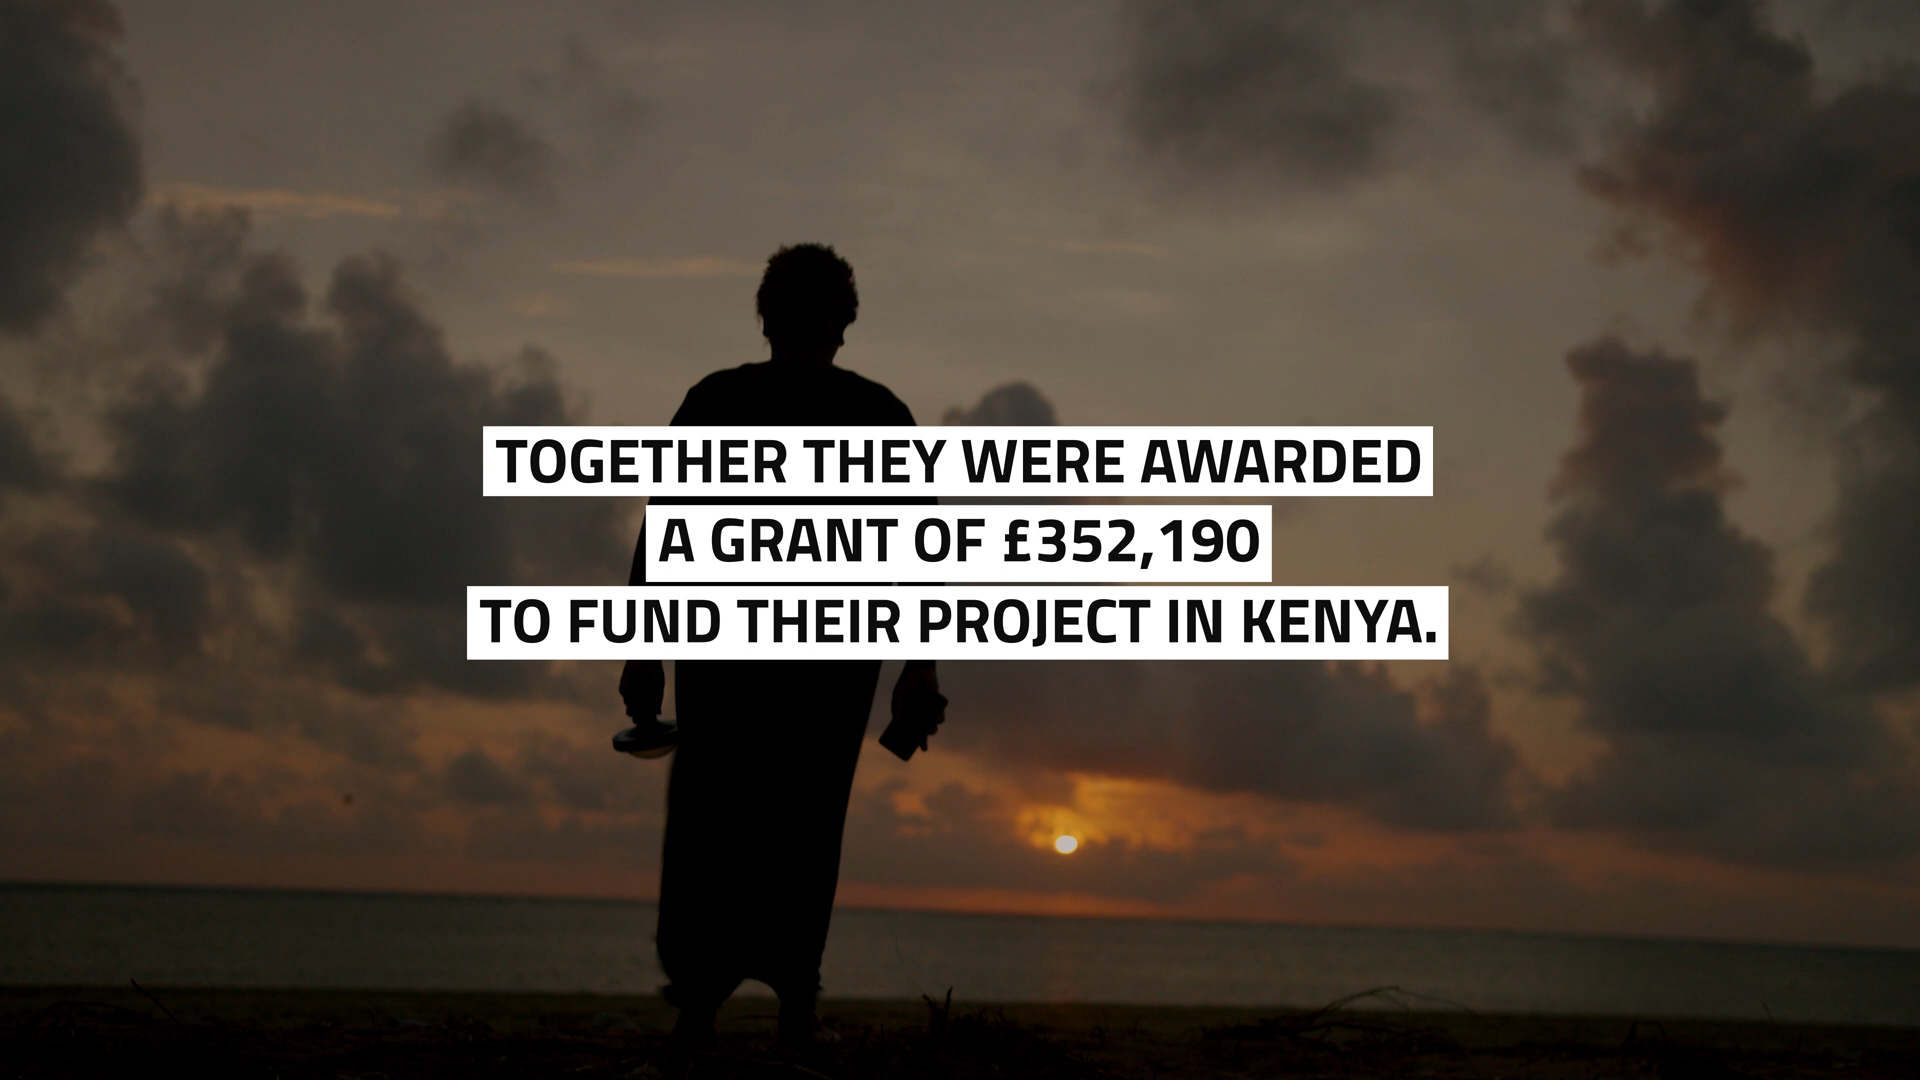 TOGETHER THEY WERE AWARDED
A GRANT OF £352,190
TO FUND THEIR PROJECT IN KENYA.